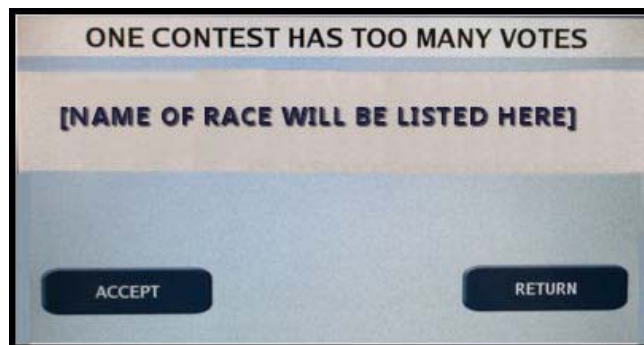 ONE CONTEST HAS TOO MANY VOTES
[NAME OF RACE WILL BE LISTED HERE]
ACCEPT
RETURN